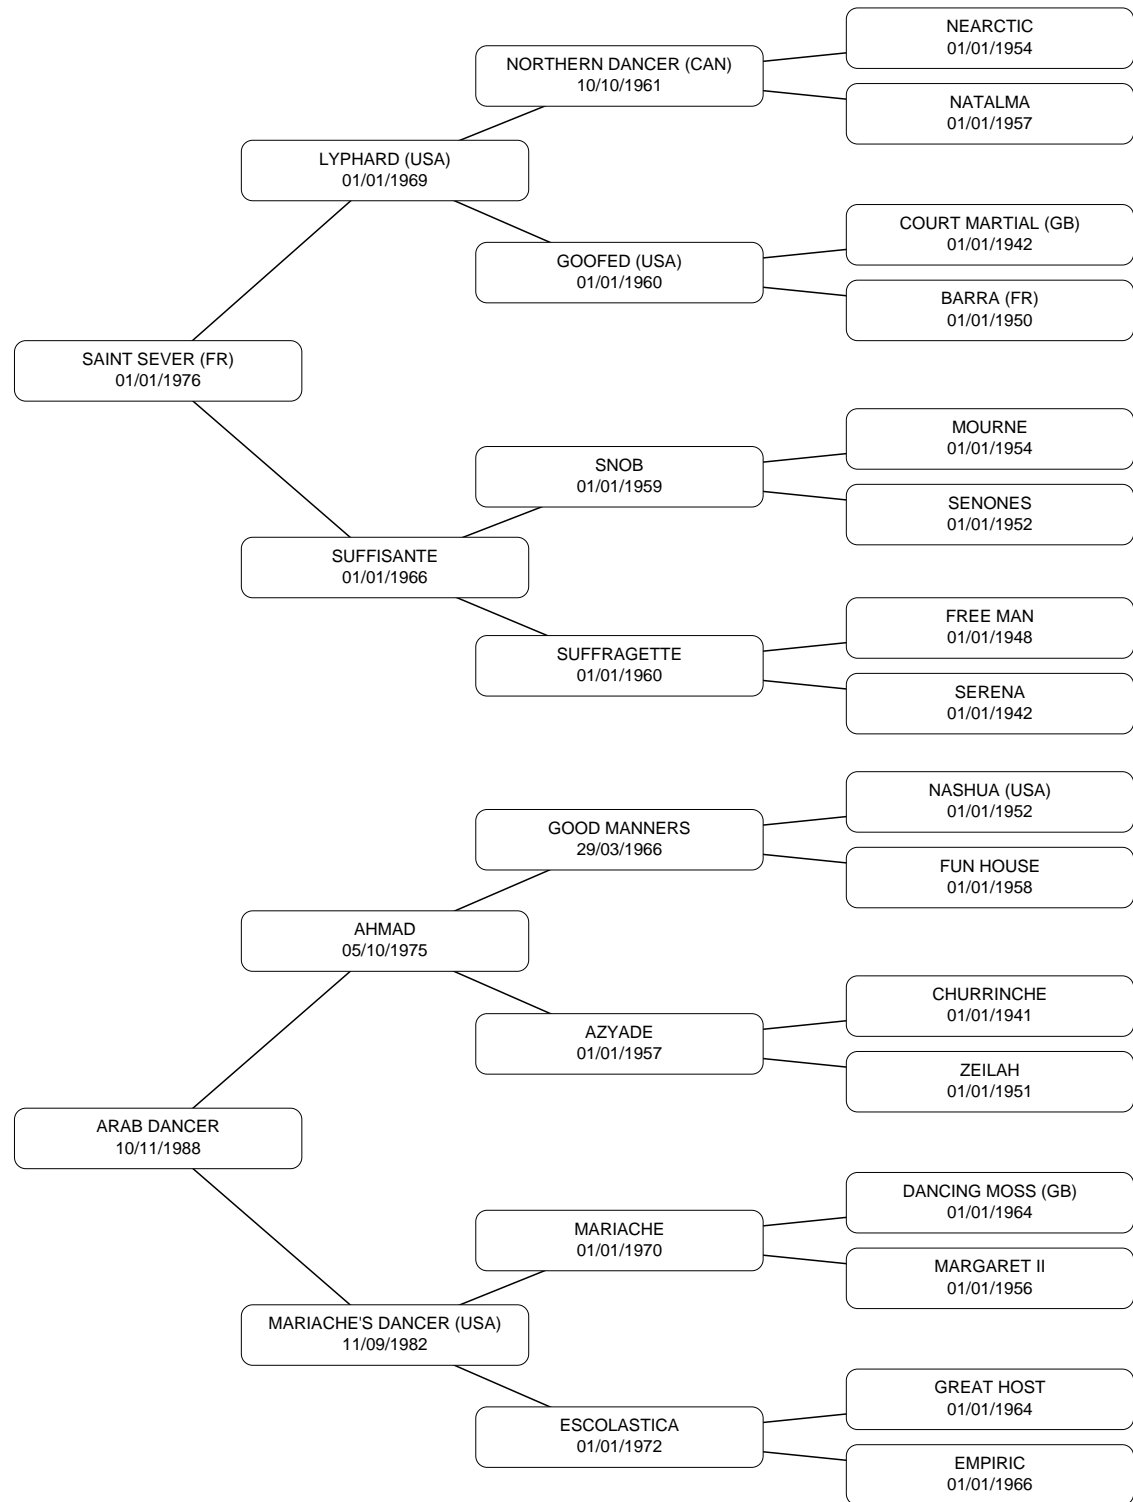 NEARCTIC
01/01/1954
NORTHERN DANCER (CAN)
10/10/1961
NATALMA
01/01/1957
LYPHARD (USA)
01/01/1969
COURT MARTIAL (GB)
01/01/1942
GOOFED (USA)
01/01/1960
BARRA (FR)
01/01/1950
SAINT SEVER (FR)
01/01/1976
MOURNE
01/01/1954
SNOB
01/01/1959
SENONES
01/01/1952
SUFFISANTE
01/01/1966
FREE MAN
01/01/1948
SUFFRAGETTE
01/01/1960
SERENA
01/01/1942
NASHUA (USA)
01/01/1952
GOOD MANNERS
29/03/1966
FUN HOUSE
01/01/1958
AHMAD
05/10/1975
CHURRINCHE
01/01/1941
AZYADE
01/01/1957
ZEILAH
01/01/1951
ARAB DANCER
10/11/1988
DANCING MOSS (GB)
01/01/1964
MARIACHE
01/01/1970
MARGARET II
01/01/1956
MARIACHE'S DANCER (USA)
11/09/1982
GREAT HOST
01/01/1964
ESCOLASTICA
01/01/1972
EMPIRIC
01/01/1966